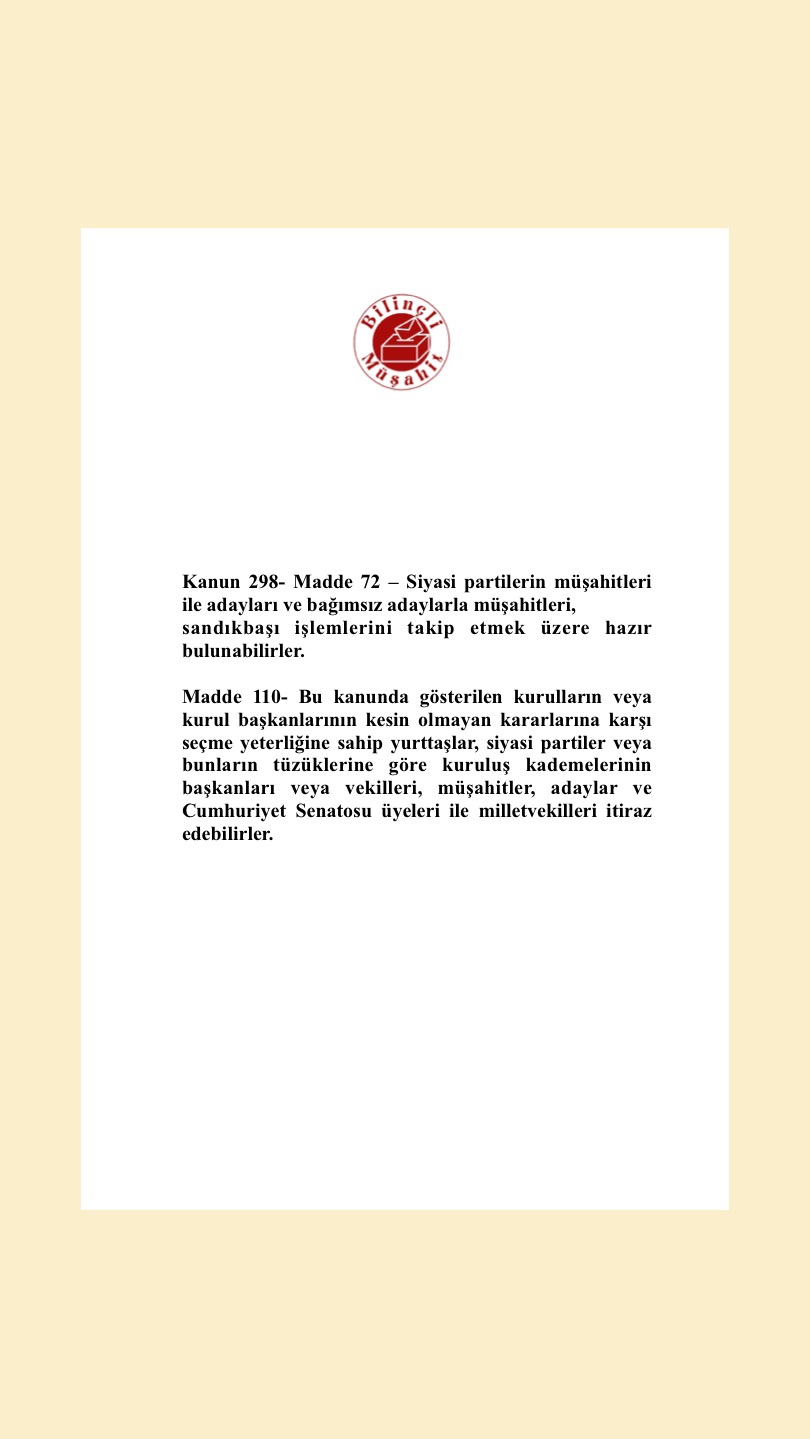 Bilinçli
Müşahit
Kanun 298- Madde 72 – Siyasi partilerin müşahitleri
ile adayları ve bağımsız adaylarla müşahitleri,
sandıkbaşı işlemlerini takip etmek üzere hazır
bulunabilirler.
Madde 110- Bu kanunda gösterilen kurulların veya
kurul başkanlarının kesin olmayan kararlarına karşı
seçme yeterliğine sahip yurttaşlar, siyasi partiler veya
bunların tüzüklerine göre kuruluş kademelerinin
başkanları veya vekilleri, müşahitler, adaylar ve
Cumhuriyet Senatosu üyeleri ile milletvekilleri itiraz
edebilirler.